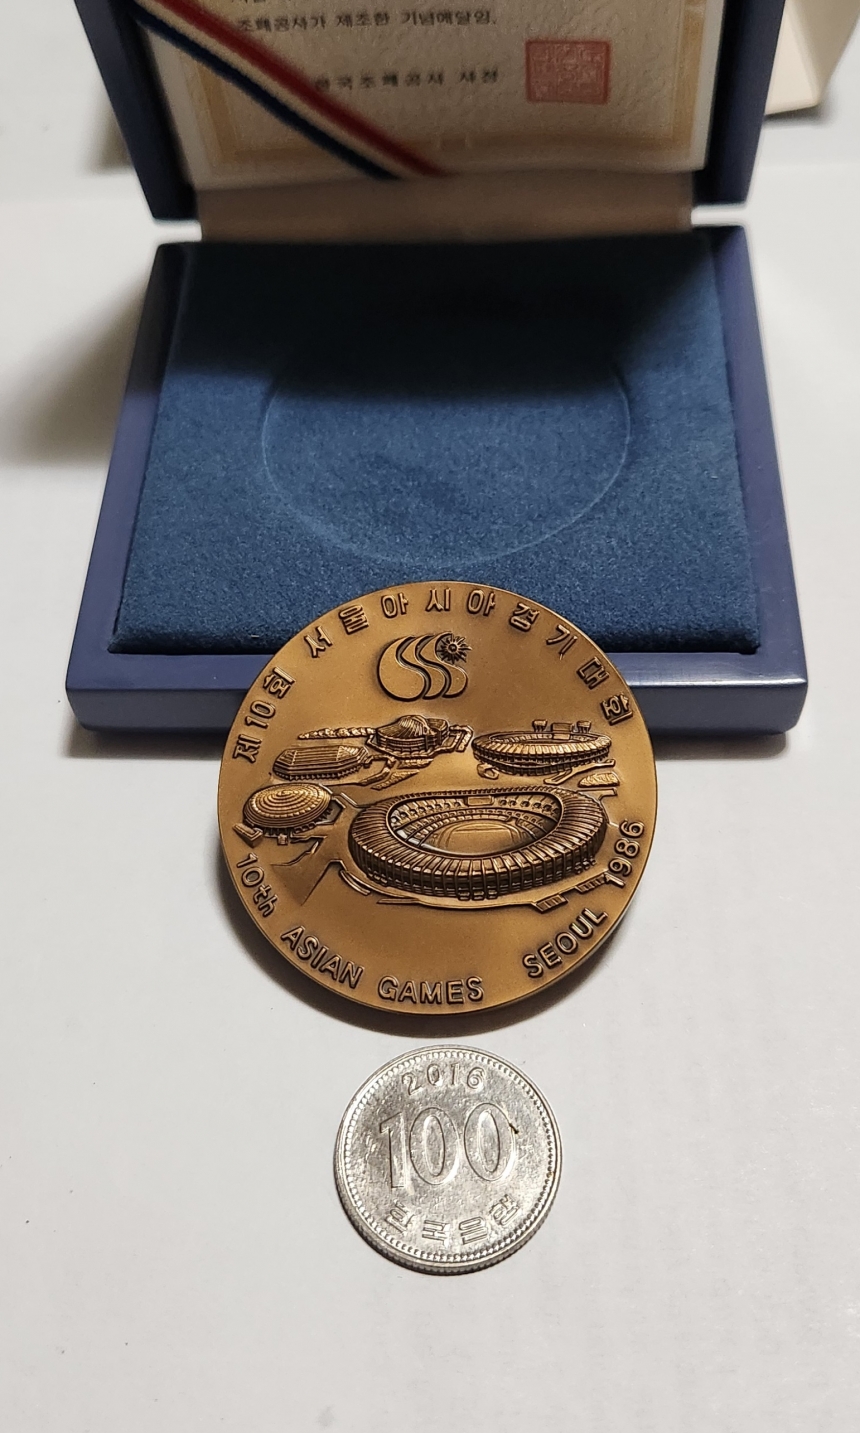 조폐공사가 제조한 기념메달임.
한국조폐공사 사장
제10회 서울아시아경기대회
10th ASIAN GAMES SEOUL 1986
2016
100
한국은행